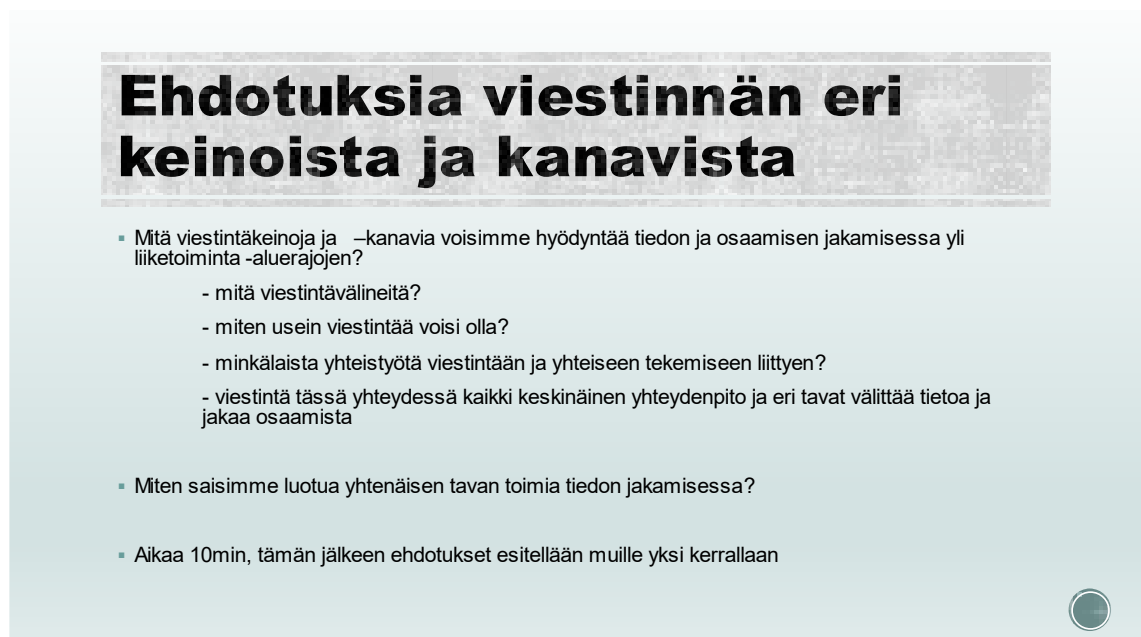 Ehdotuksia viestinnän eri
keinoista ja kanavista
▪ Mitä viestintäkeinoja ja –kanavia voisimme hyödyntää tiedon ja osaamisen jakamisessa yli
liiketoiminta -aluerajojen?
- mitä viestintävälineitä?
- miten usein viestintää voisi olla?
- minkälaista yhteistyötä viestintään ja yhteiseen tekemiseen liittyen?
- viestintä tässä yhteydessä kaikki keskinäinen yhteydenpito ja eri tavat välittää tietoa ja
jakaa osaamista
▪ Miten saisimme luotua yhtenäisen tavan toimia tiedon jakamisessa?
▪ Aikaa 10min, tämän jälkeen ehdotukset esitellään muille yksi kerrallaan